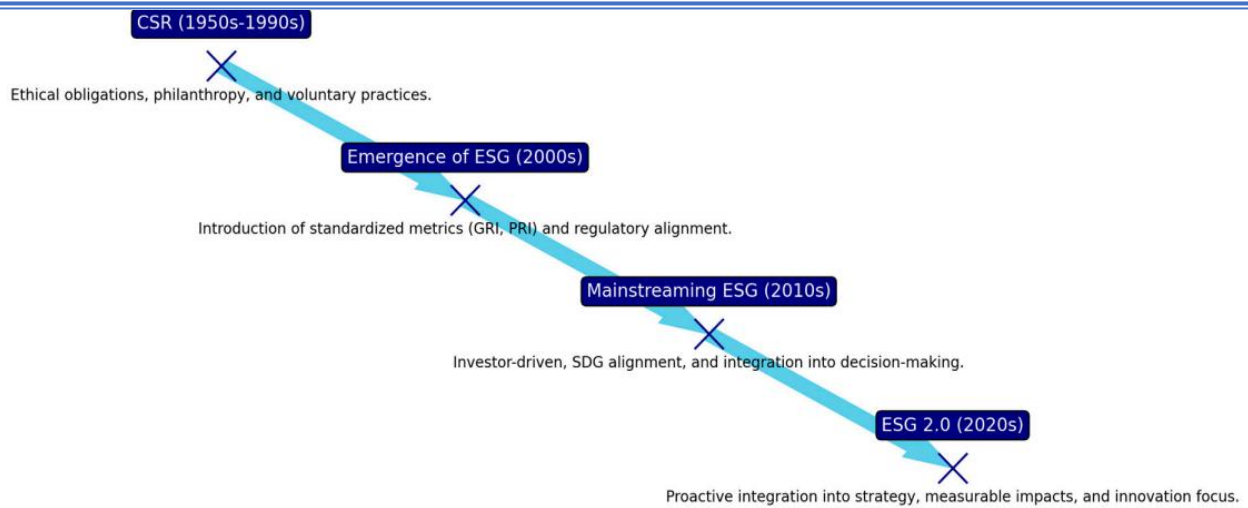 CSR (1950s-1990s)
Ethical obligations, philanthropy, and voluntary practices.
Emergence of ESG (2000s)
Introduction of standardized metrics (GRI, PRI) and regulatory alignment.
Mainstreaming ESG (2010s)
Investor-driven, SDG alignment, and integration into decision-making.
ESG 2.0 (2020s)
Proactive integration into strategy, measurable impacts, and innovation focus.